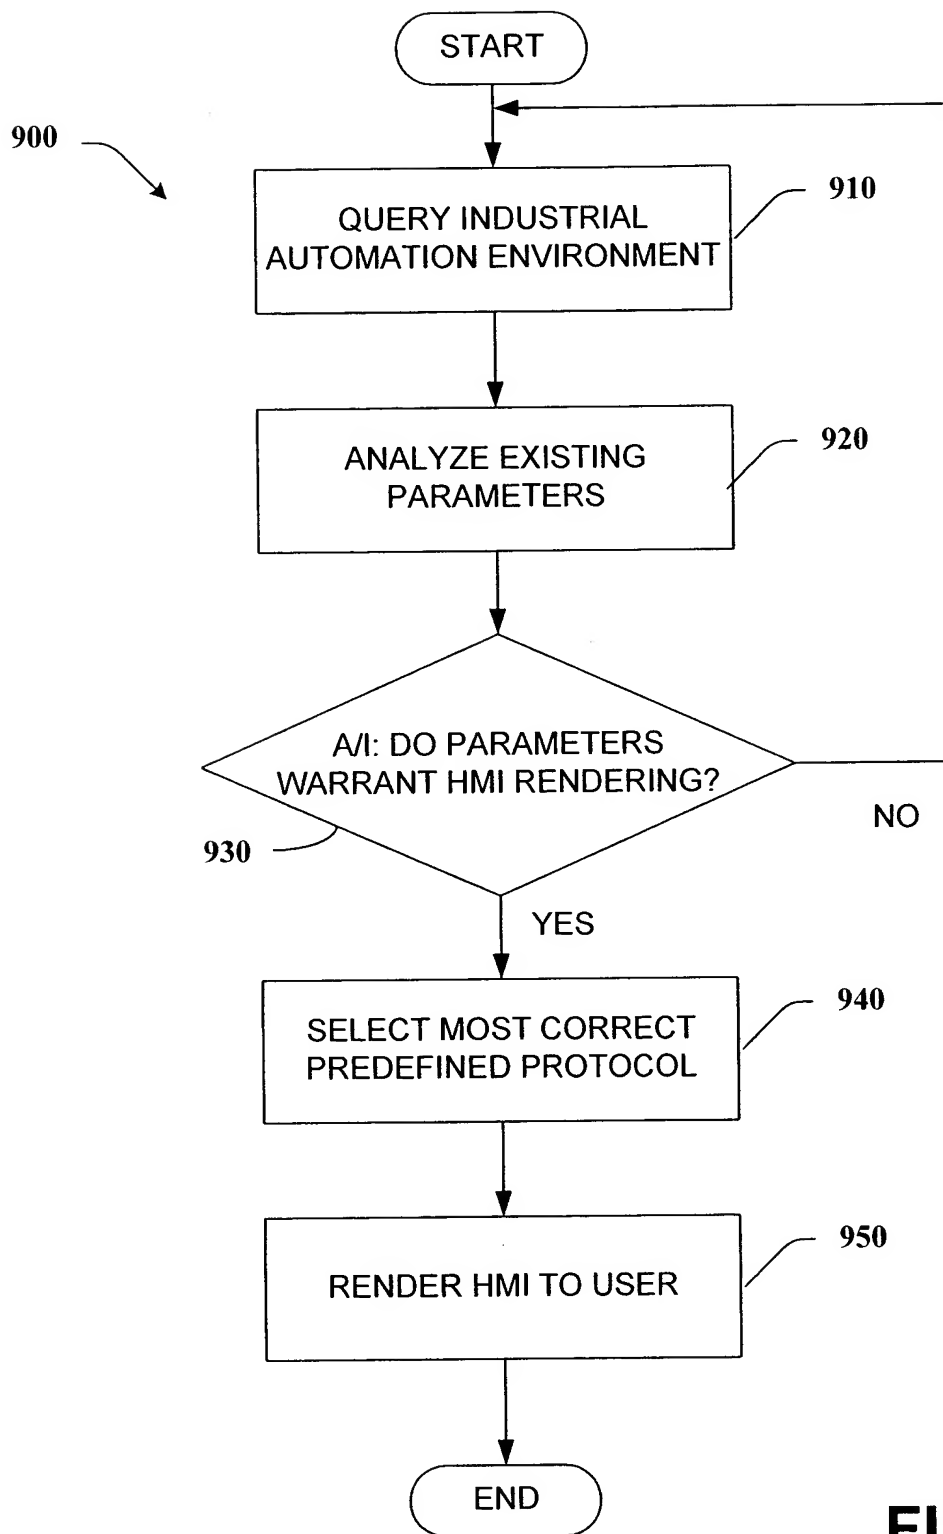 START
900
910
QUERY INDUSTRIAL
AUTOMATION ENVIRONMENT
920
ANALYZE EXISTING
PARAMETERS
A/I: DO PARAMETERS
WARRANT HMI RENDERING?
NO
930
YES
940
SELECT MOST CORRECT
PREDEFINED PROTOCOL
950
RENDER HMI TO USER
END